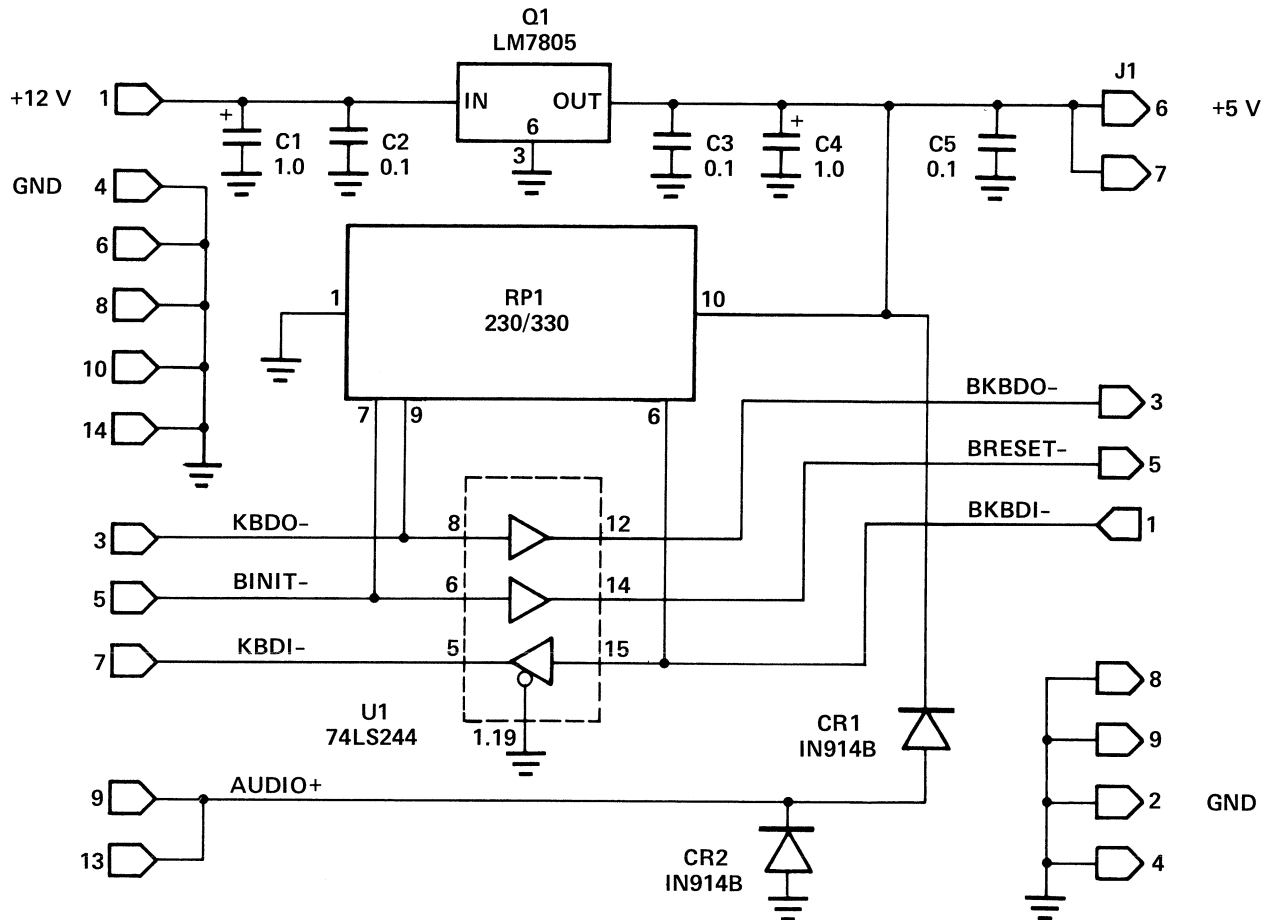 Q1
LM7805
J1
+12 V 1
IN OUT
6 +5 V
+
C1
1.0
C2
0.1
6
3
C3
0.1
+
C4
1.0
C5
0.1
7
GND 4
6
8
10
14
1
RP1
230/330
10
7 9 6
BKBDO- 3
BRESET- 5
BKBDI- 1
3 KBDO- 8 12
5 BINIT- 6 14
7 KBDI- 5 15
U1
74LS244
1.19
CR1
IN914B
8
9
2 GND
4
9 AUDIO+
13
CR2
IN914B